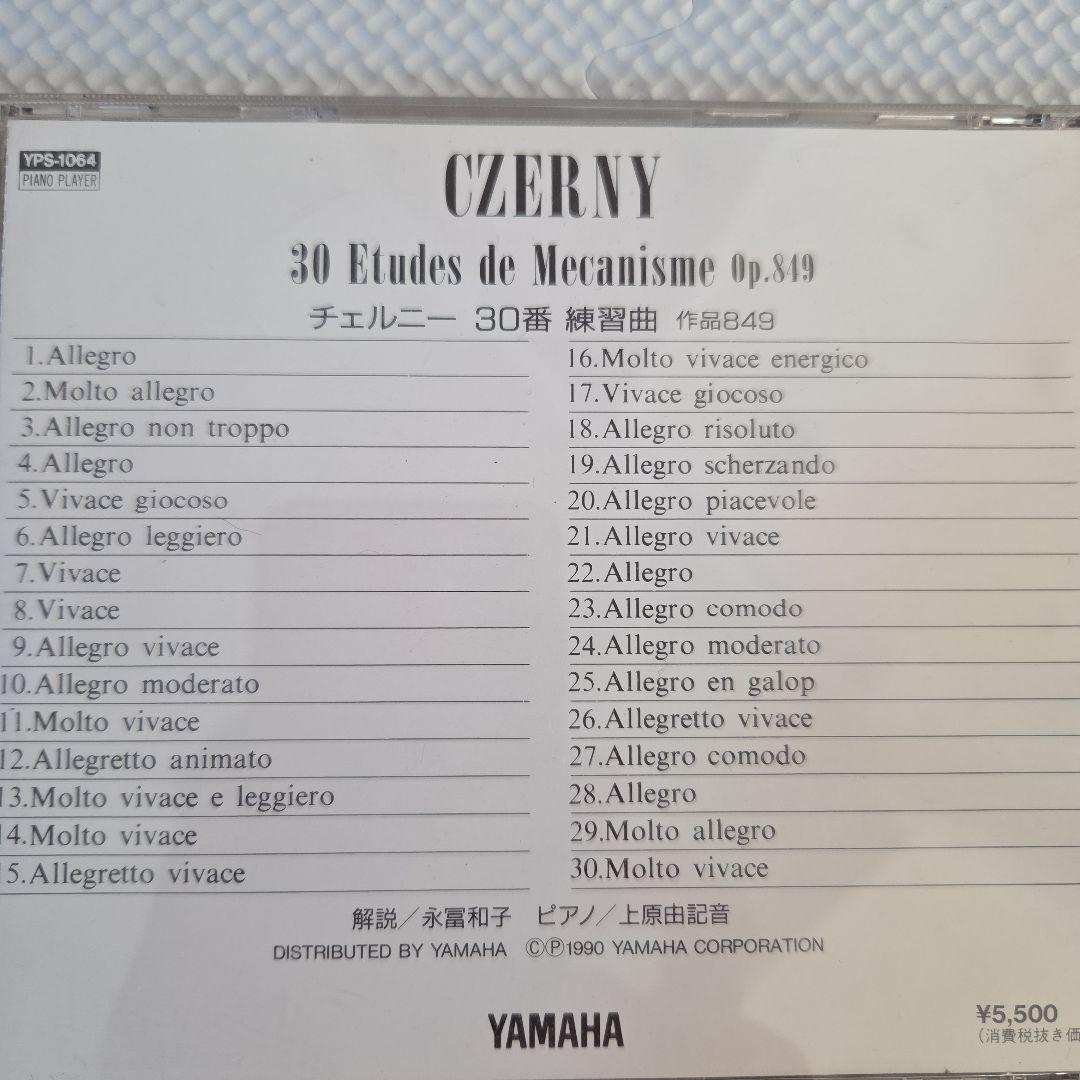 YPS-1064
PIANO PLAYER
CZERNY
30 Etudes de Mecanisme Op.849
チェルニー 30番 練習曲 作品849
1.Allegro
2.Molto allegro
3.Allegro non troppo
4.Allegro
5.Vivace giocoso
6.Allegro leggiero
7.Vivace
8.Vivace
9.Allegro vivace
10.Allegro moderato
11.Molto vivace
12.Allegretto animato
13.Molto vivace e leggiero
14.Molto vivace
15.Allegretto vivace
16.Molto vivace energico
17.Vivace giocoso
18.Allegro risoluto
19.Allegro scherzando
20.Allegro piacevole
21.Allegro vivace
22.Allegro
23.Allegro comodo
24.Allegro moderato
25.Allegro en galop
26.Allegretto vivace
27.Allegro comodo
28.Allegro
29.Molto allegro
30.Molto vivace
解説／永冨和子 ピアノ／上原由記音
DISTRIBUTED BY YAMAHA ©℗1990 YAMAHA CORPORATION
YAMAHA
¥5,500
(消費税抜き価